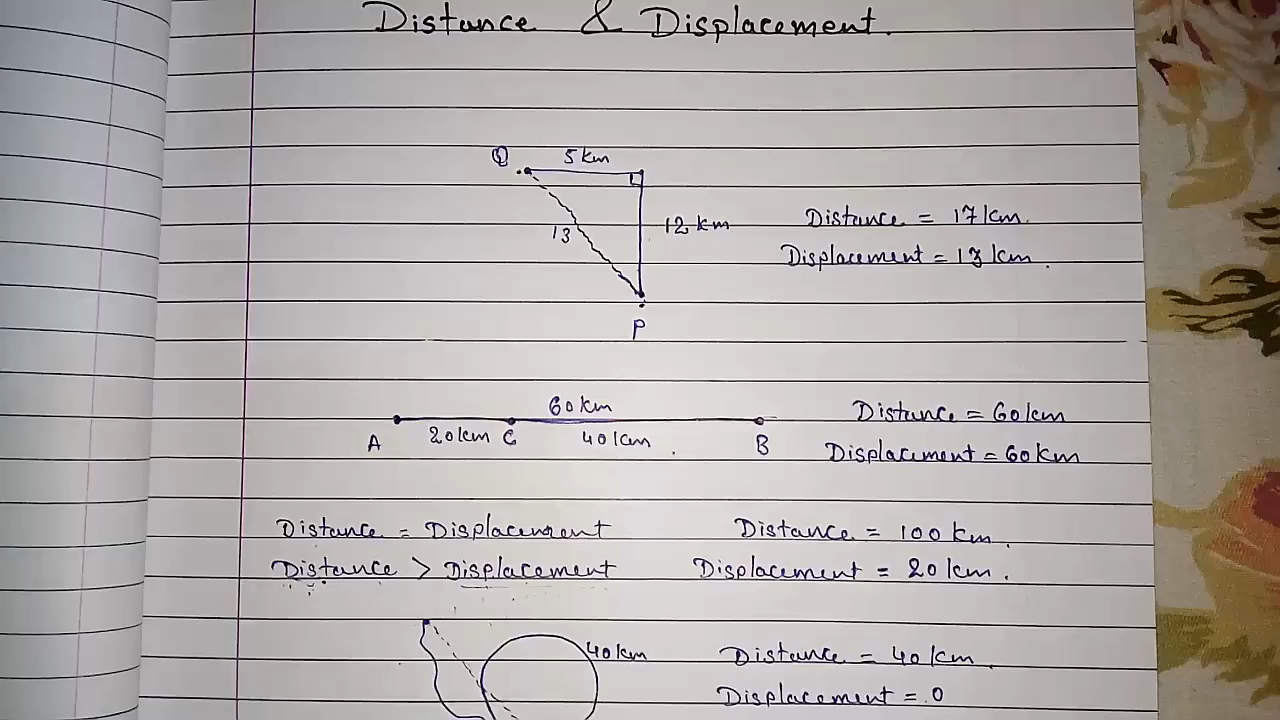 Distance & Displacement.
Q 5 km
12 km
13
P
Distance = 17 km.
Displacement = 13 km.
60 km
A 20 km C 40 km. B
Distance = 60 km
Displacement = 60 km
Distance = Displacement
Distance > Displacement
Distance = 100 km.
Displacement = 20 km.
40 km
Distance = 40 km
Displacement = 0